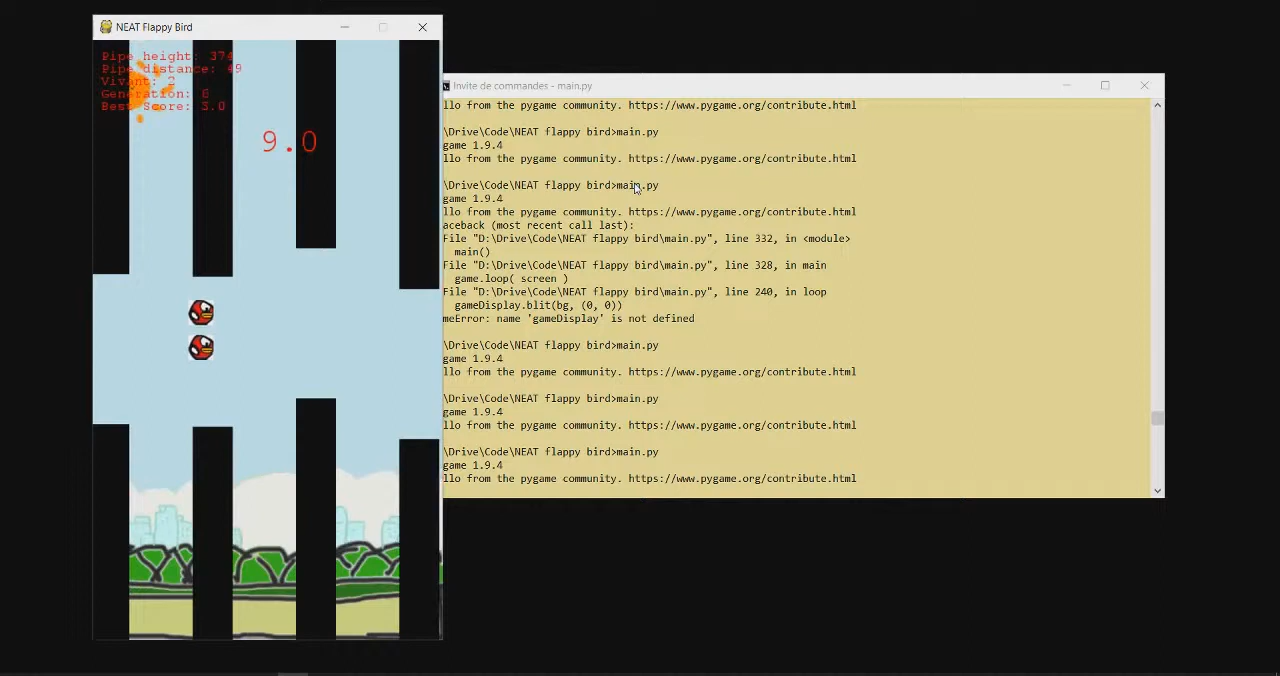 NEAT Flappy Bird
Pipe height: 374
Pipe distance: 49
Vivant: 2
Generation: 6
Best Score: 3.0
9.0
Invite de commandes - main.py
llo from the pygame community. https://www.pygame.org/contribute.html
\Drive\Code\NEAT flappy bird>main.py
game 1.9.4
llo from the pygame community. https://www.pygame.org/contribute.html
\Drive\Code\NEAT flappy bird>main.py
game 1.9.4
llo from the pygame community. https://www.pygame.org/contribute.html
aceback (most recent call last):
File "D:\Drive\Code\NEAT flappy bird\main.py", line 332, in <module>
main()
File "D:\Drive\Code\NEAT flappy bird\main.py", line 328, in main
game.loop( screen )
File "D:\Drive\Code\NEAT flappy bird\main.py", line 240, in loop
gameDisplay.blit(bg, (0, 0))
meError: name 'gameDisplay' is not defined
\Drive\Code\NEAT flappy bird>main.py
game 1.9.4
llo from the pygame community. https://www.pygame.org/contribute.html
\Drive\Code\NEAT flappy bird>main.py
game 1.9.4
llo from the pygame community. https://www.pygame.org/contribute.html
\Drive\Code\NEAT flappy bird>main.py
game 1.9.4
llo from the pygame community. https://www.pygame.org/contribute.html